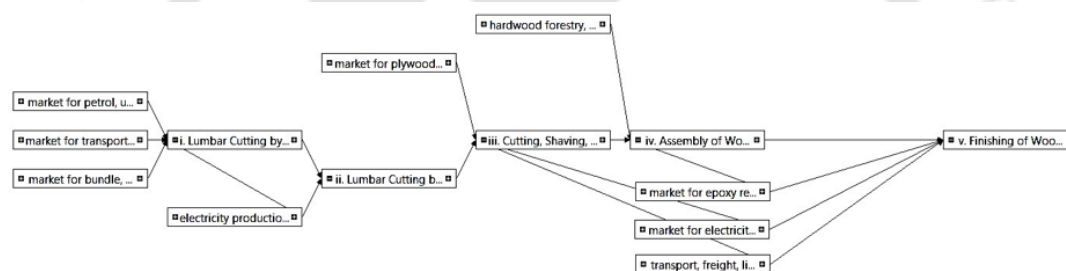 hardwood forestry, ...
market for plywood...
market for petrol, u...
market for transport...
i. Lumbar Cutting by...
iii. Cutting, Shaving, ...
iv. Assembly of Wo...
v. Finishing of Woo...
market for bundle, ...
ii. Lumbar Cutting b...
market for epoxy re...
electricity productio...
market for electricit...
transport, freight, li...